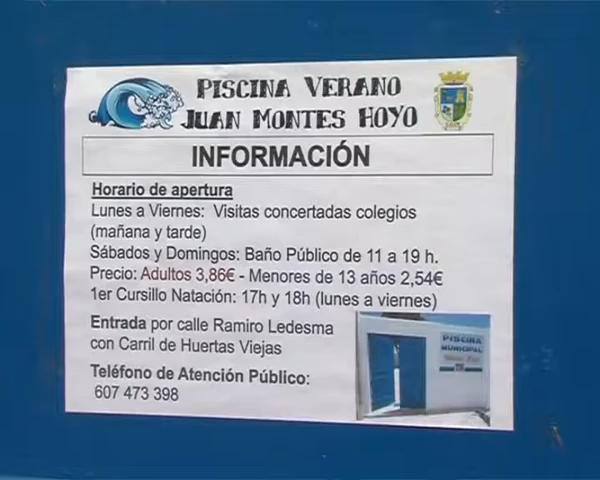 PISCINA VERANO
JUAN MONTES HOYO
INFORMACIÓN
Horario de apertura
Lunes a Viernes: Visitas concertadas colegios
(mañana y tarde)
Sábados y Domingos: Baño Público de 11 a 19 h.
Precio: Adultos 3,86€ - Menores de 13 años 2,54€
1er Cursillo Natación: 17h y 18h (lunes a viernes)
Entrada por calle Ramiro Ledesma
con Carril de Huertas Viejas
Teléfono de Atención Público:
607 473 398
PISCINA
MUNICIPAL